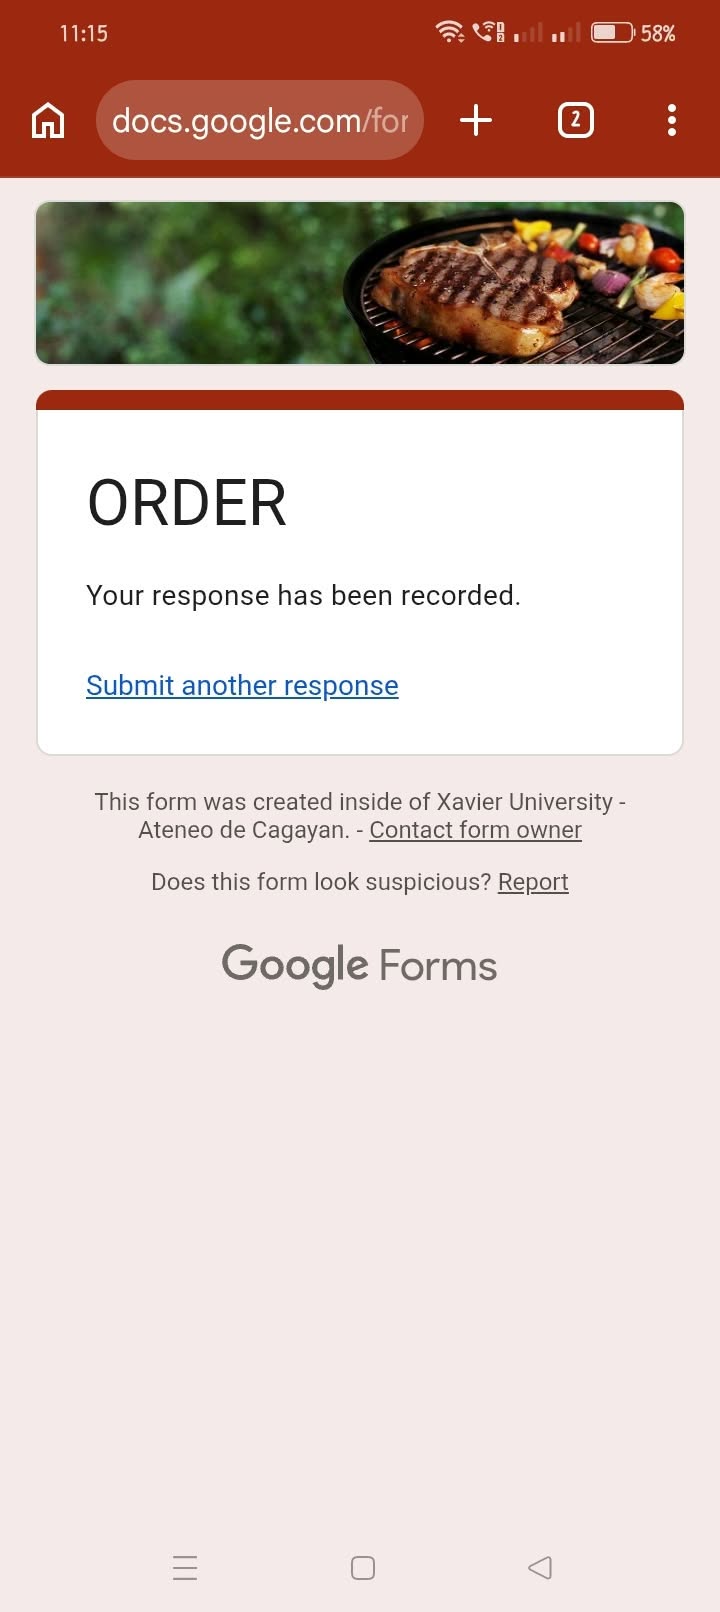 11:15
58%
docs.google.com/for
2
ORDER
Your response has been recorded.
Submit another response
This form was created inside of Xavier University -
Ateneo de Cagayan. - Contact form owner
Does this form look suspicious? Report
Google Forms